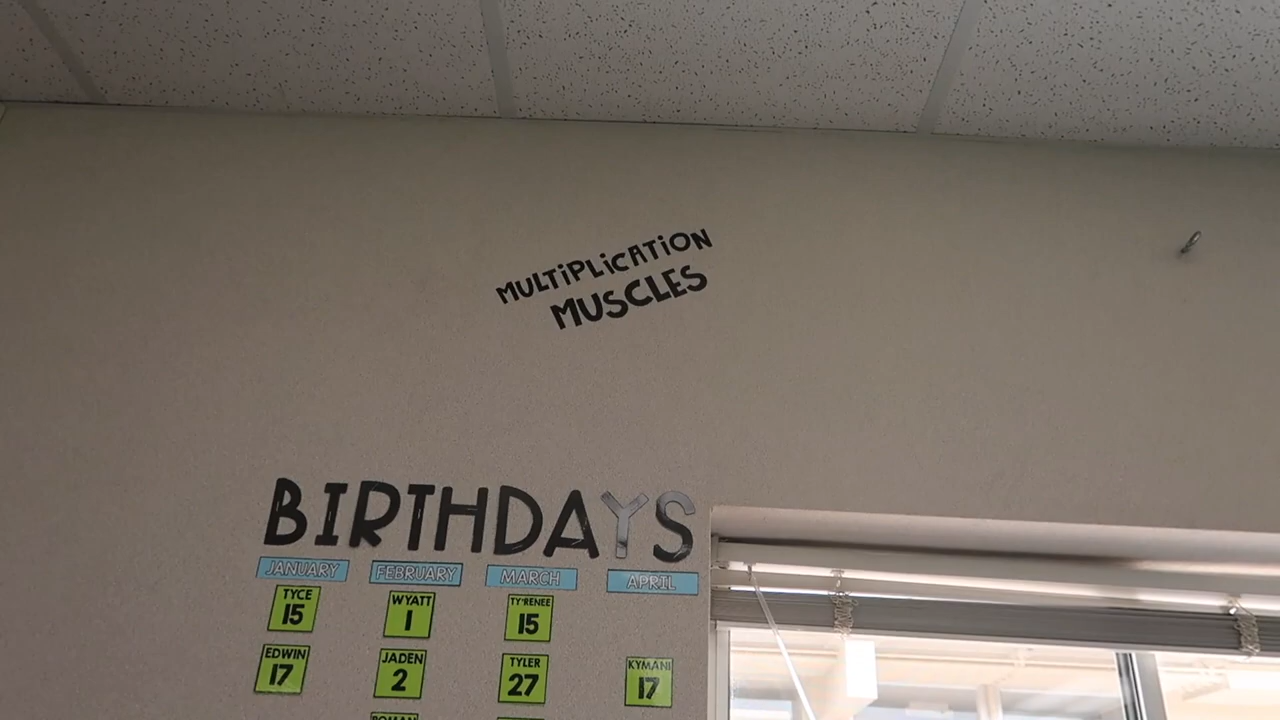 MULTiPLiCATiON
MUSCLES
BIRTHDAYS
JANUARY FEBRUARY MARCH APRIL
TYCE WYATT TY'RENEE
15 1 15
EDWIN JADEN TYLER KYMANI
17 2 27 17
ROMAN